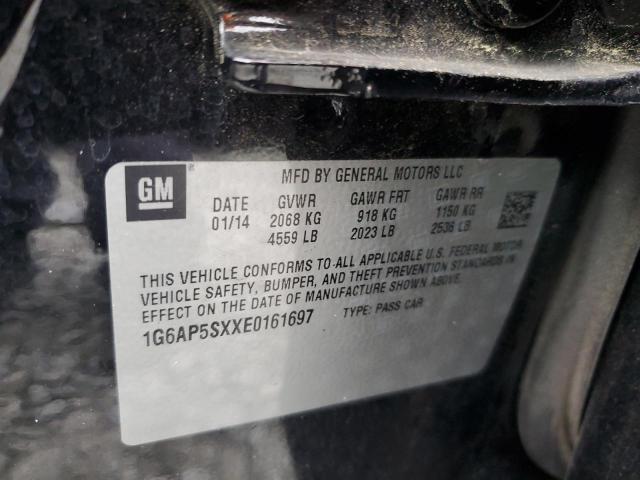 GM
MFD BY GENERAL MOTORS LLC
DATE GVWR GAWR FRT GAWR RR
01/14 2068 KG 918 KG 1150 KG
4559 LB 2023 LB 2536 LB
THIS VEHICLE CONFORMS TO ALL APPLICABLE U.S. FEDERAL MOTOR
VEHICLE SAFETY, BUMPER, AND THEFT PREVENTION STANDARDS IN
EFFECT ON THE DATE OF MANUFACTURE SHOWN ABOVE.
1G6AP5SXXE0161697 TYPE: PASS CAR